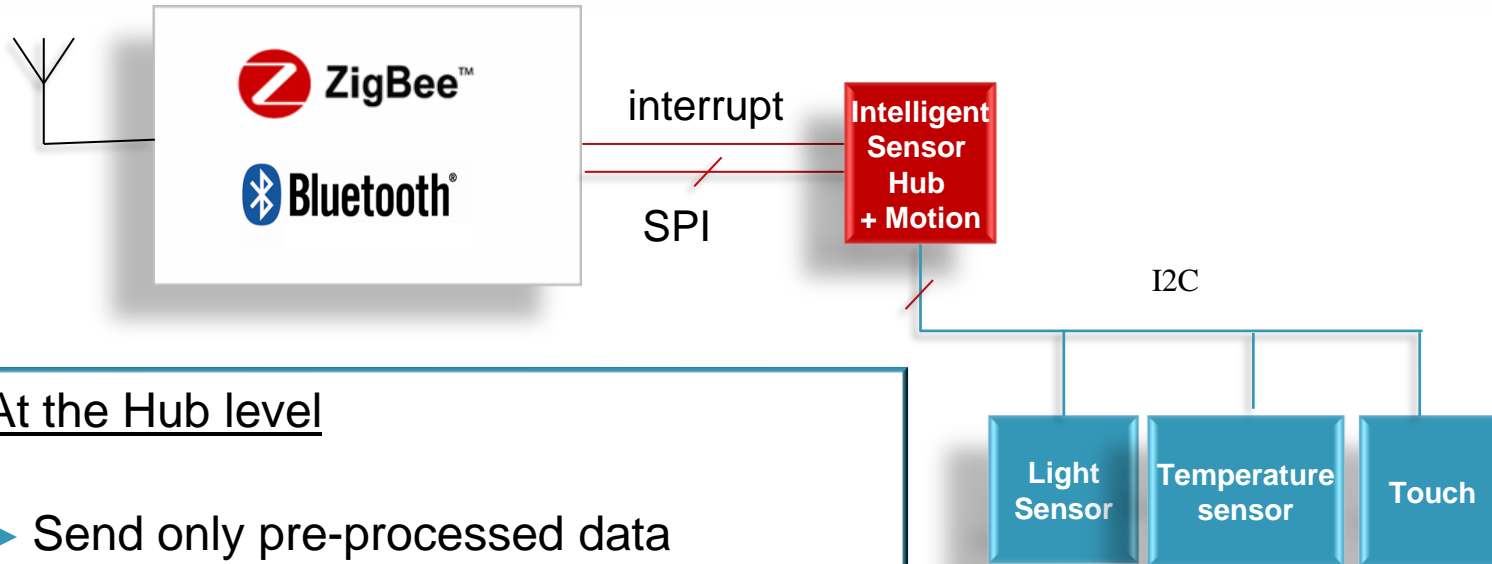 ZigBee™
Bluetooth®
interrupt
SPI
Intelligent
Sensor
Hub
+ Motion
I2C
At the Hub level
Send only pre-processed data
Light
Sensor
Temperature
sensor
Touch